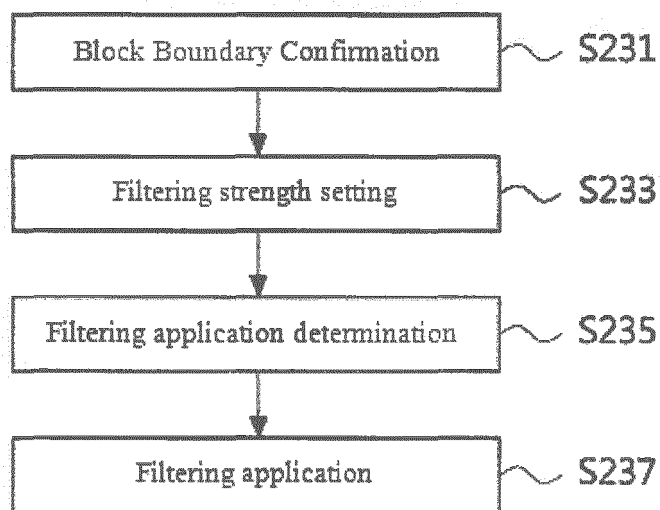 Block Boundary Confirmation S231
Filtering strength setting S233
Filtering application determination S235
Filtering application S237